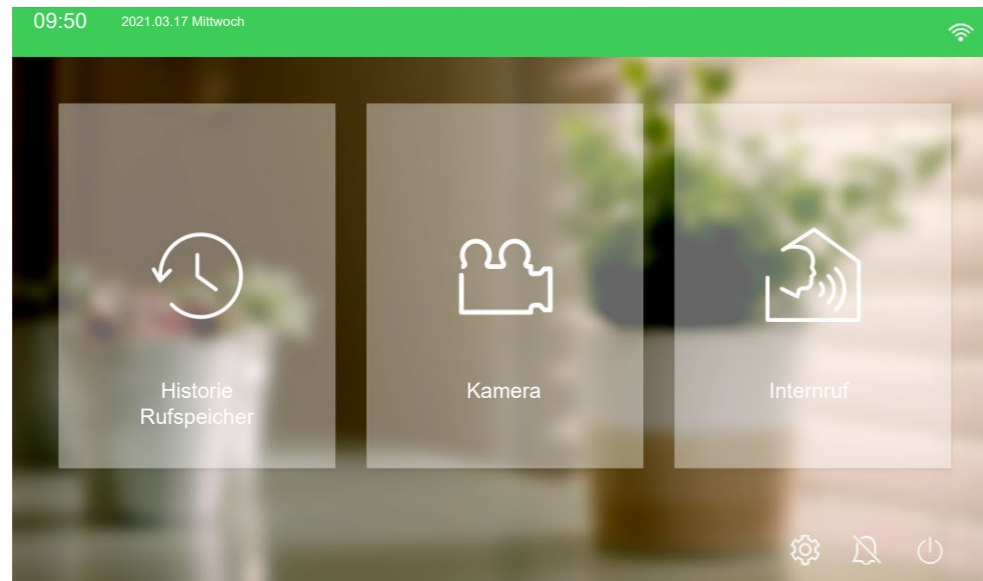 09:50 2021.03.17 Mittwoch
Historie
Rufspeicher
Kamera
Internruf